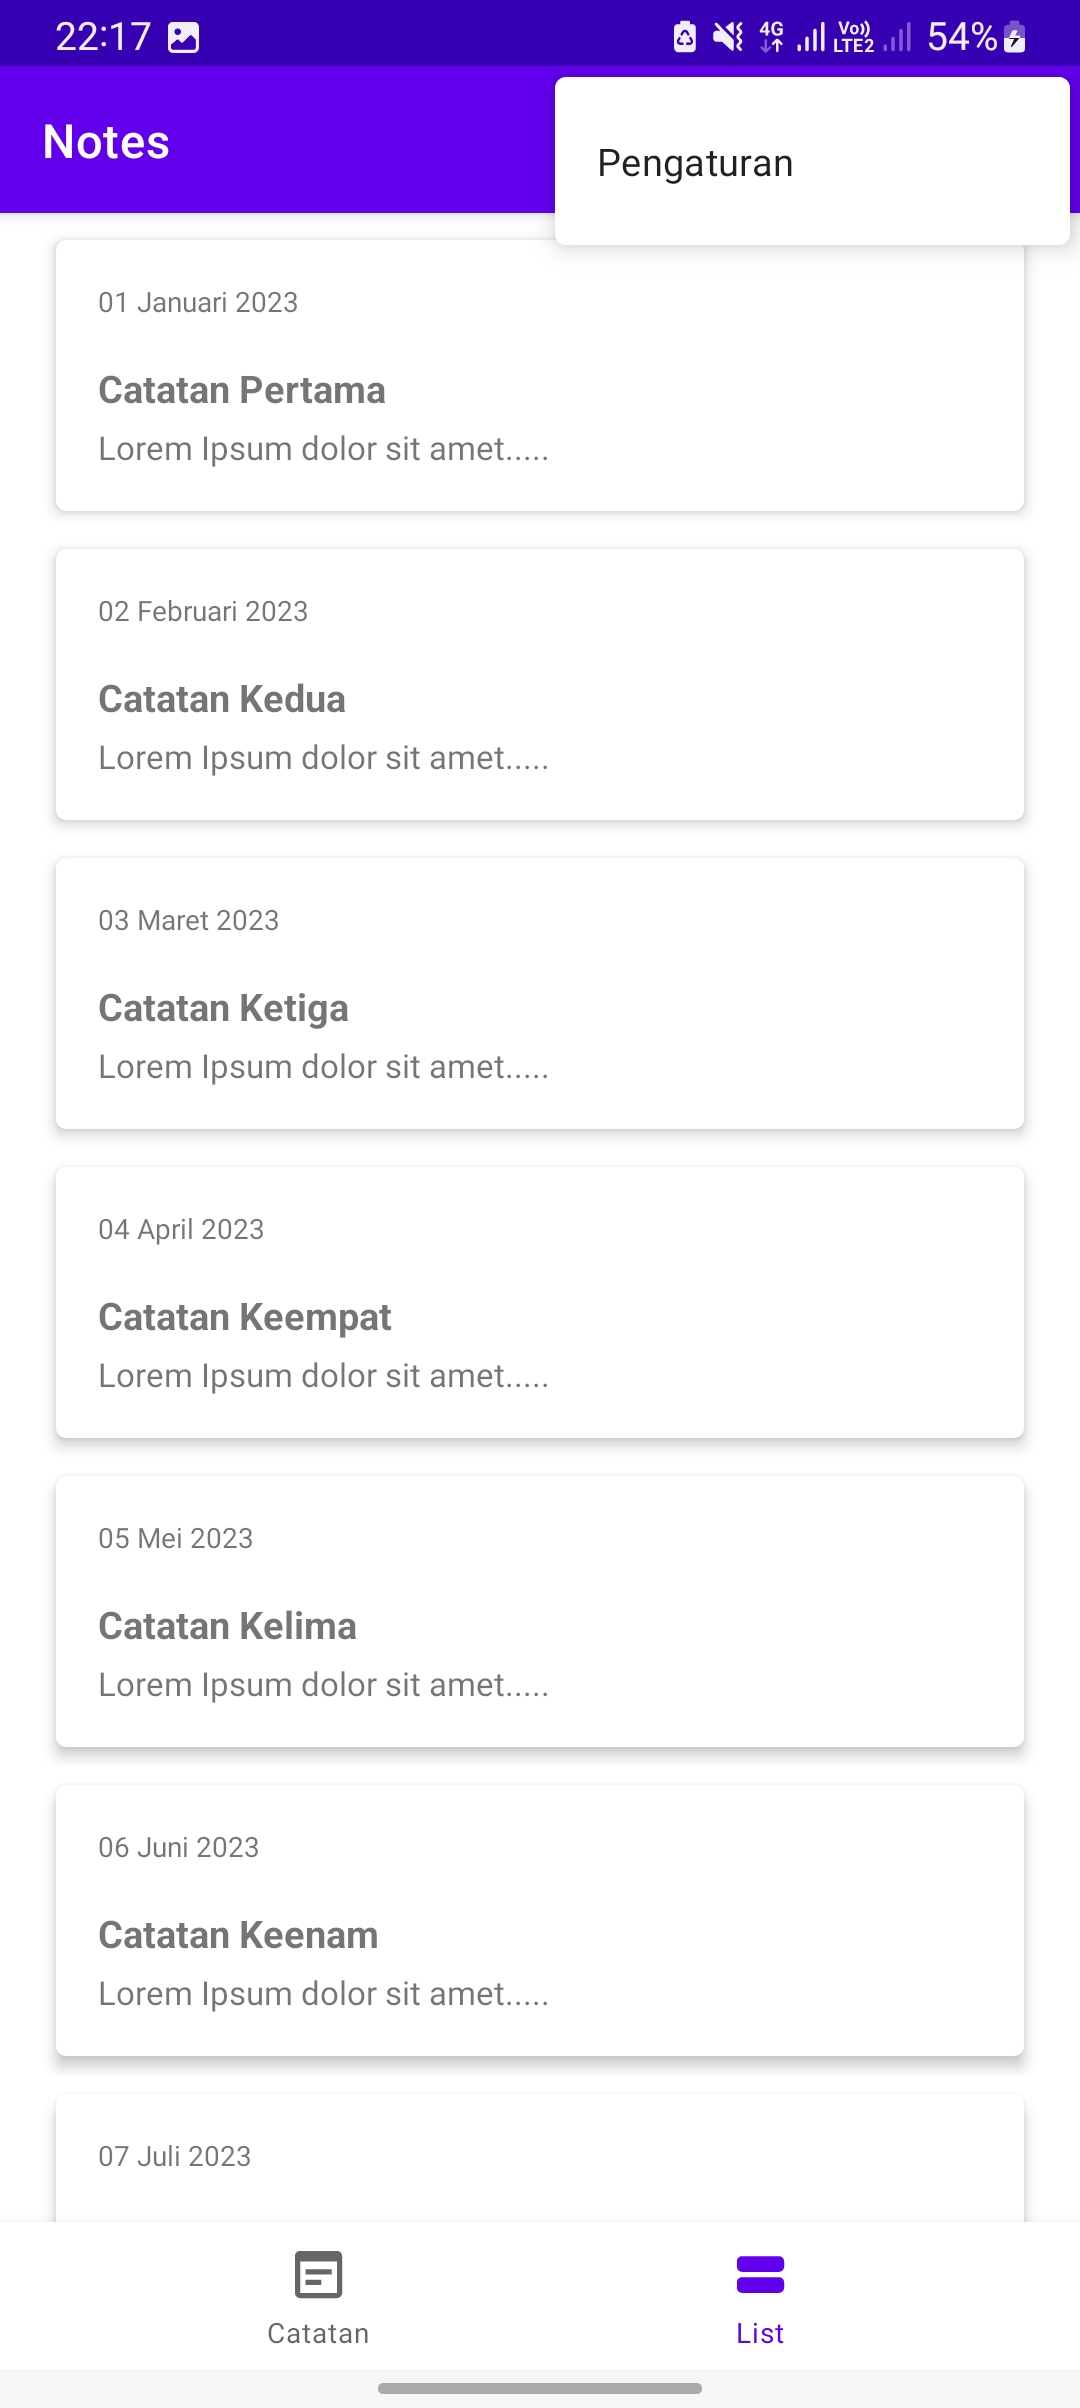 22:17
4G
Vo))
LTE2
54%
Notes
Pengaturan
01 Januari 2023
Catatan Pertama
Lorem Ipsum dolor sit amet.....
02 Februari 2023
Catatan Kedua
Lorem Ipsum dolor sit amet.....
03 Maret 2023
Catatan Ketiga
Lorem Ipsum dolor sit amet.....
04 April 2023
Catatan Keempat
Lorem Ipsum dolor sit amet.....
05 Mei 2023
Catatan Kelima
Lorem Ipsum dolor sit amet.....
06 Juni 2023
Catatan Keenam
Lorem Ipsum dolor sit amet.....
07 Juli 2023
Catatan
List